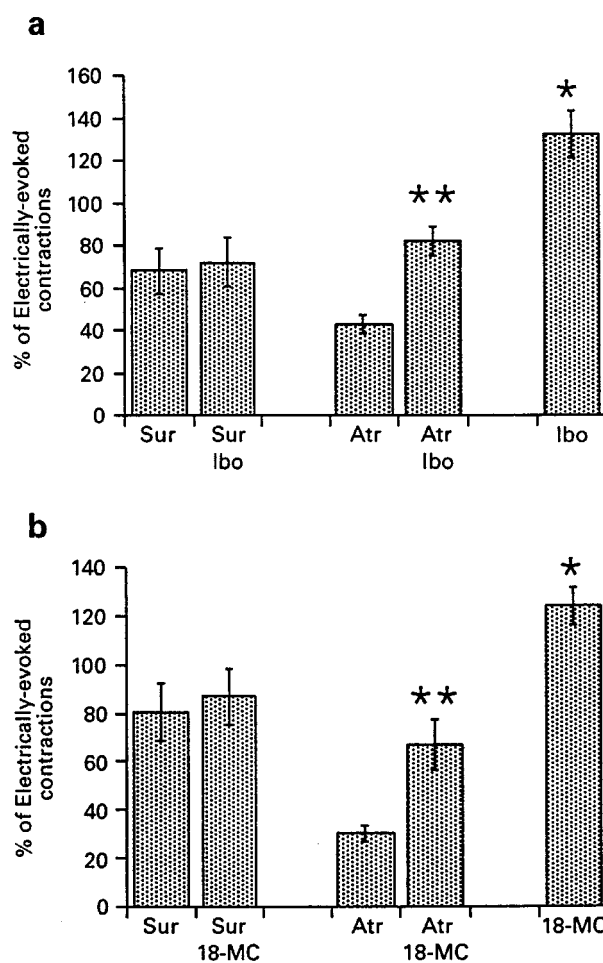 a
% of Electrically-evoked
contractions
160
140
120
100
80
60
40
20
0
★
★★
Sur Sur Atr Atr Ibo
Ibo Ibo
b
% of Electrically-evoked
contractions
140
120
100
80
60
40
20
0
★
★★
Sur Sur Atr Atr 18-MC
18-MC 18-MC